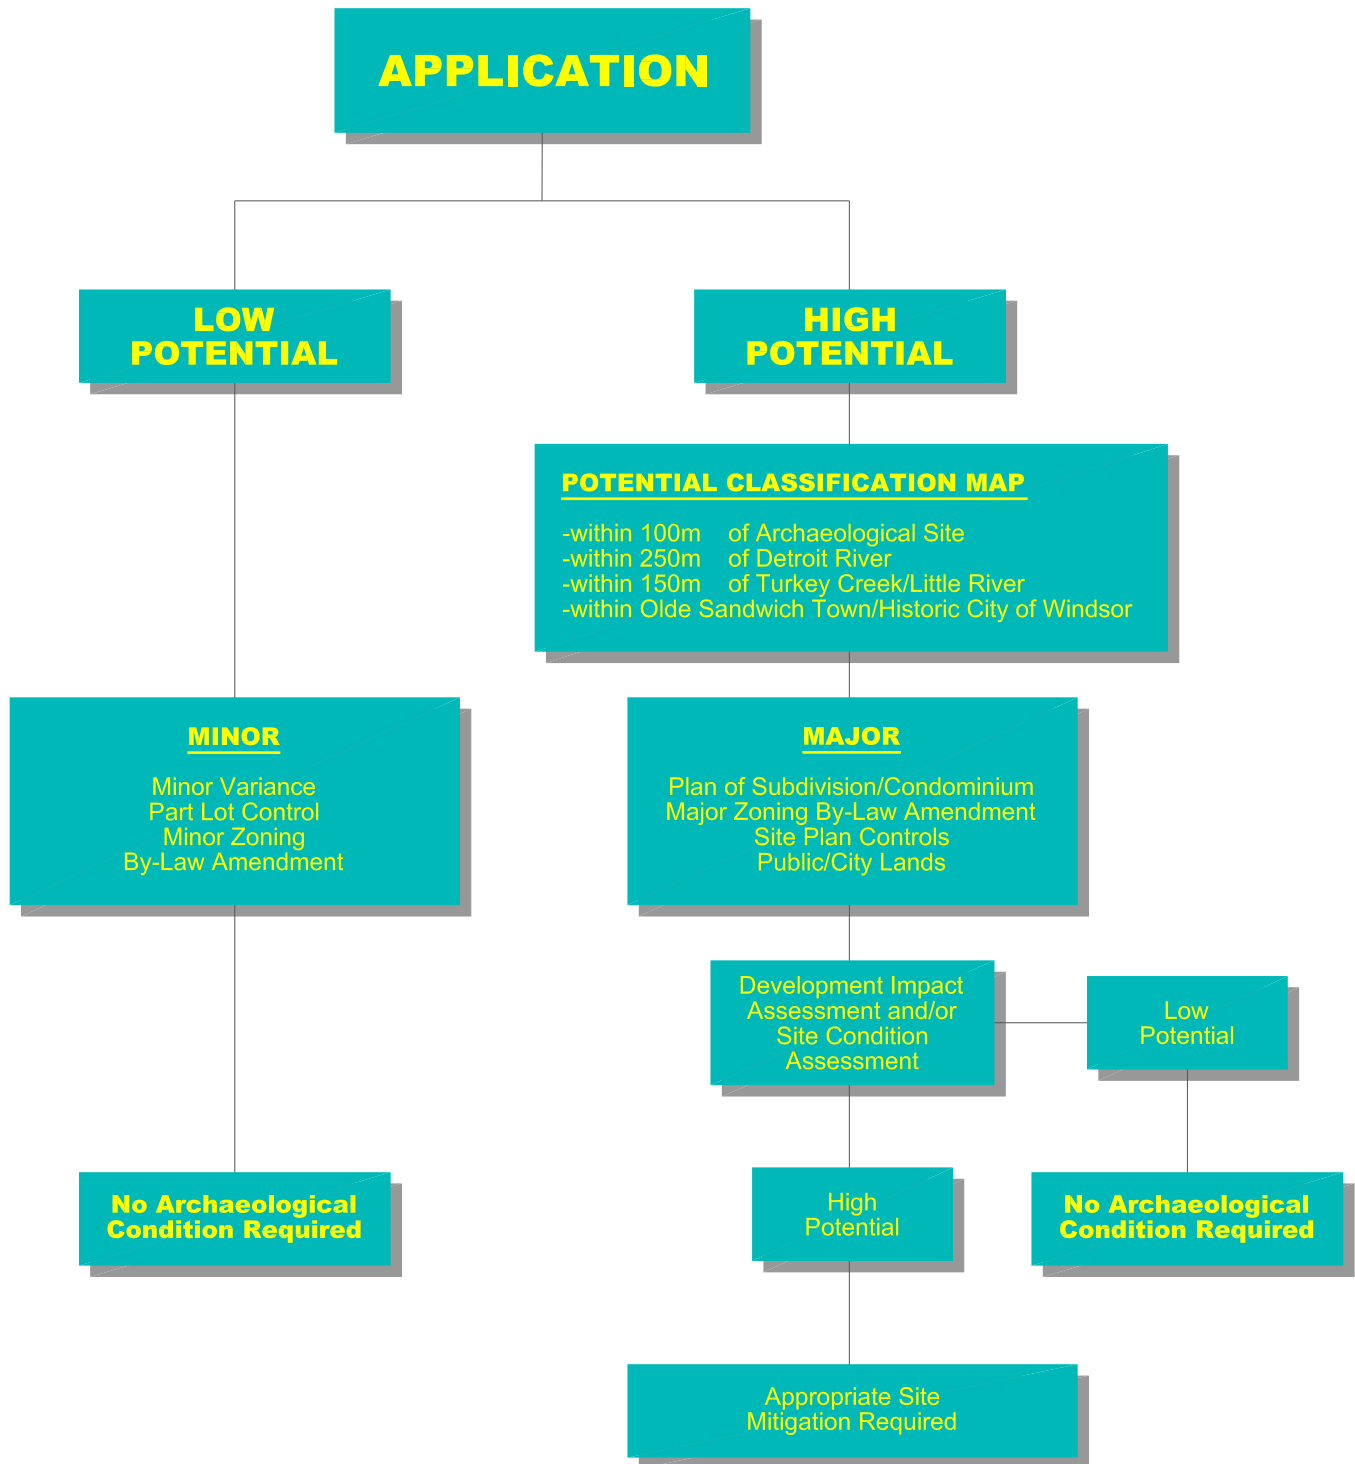 APPLICATION
LOW
POTENTIAL
HIGH
POTENTIAL
POTENTIAL CLASSIFICATION MAP
-within 100m of Archaeological Site
-within 250m of Detroit River
-within 150m of Turkey Creek/Little River
-within Olde Sandwich Town/Historic City of Windsor
MINOR
Minor Variance
Part Lot Control
Minor Zoning
By-Law Amendment
MAJOR
Plan of Subdivision/Condominium
Major Zoning By-Law Amendment
Site Plan Controls
Public/City Lands
Development Impact
Assessment and/or
Site Condition
Assessment
Low
Potential
No Archaeological
Condition Required
High
Potential
No Archaeological
Condition Required
Appropriate Site
Mitigation Required